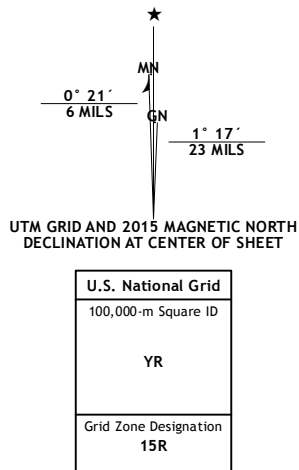 ★
MN
0° 21´
6 MILS
GN
1° 17´
23 MILS
UTM GRID AND 2015 MAGNETIC NORTH
DECLINATION AT CENTER OF SHEET
U.S. National Grid
100,000-m Square ID
YR
Grid Zone Designation
15R